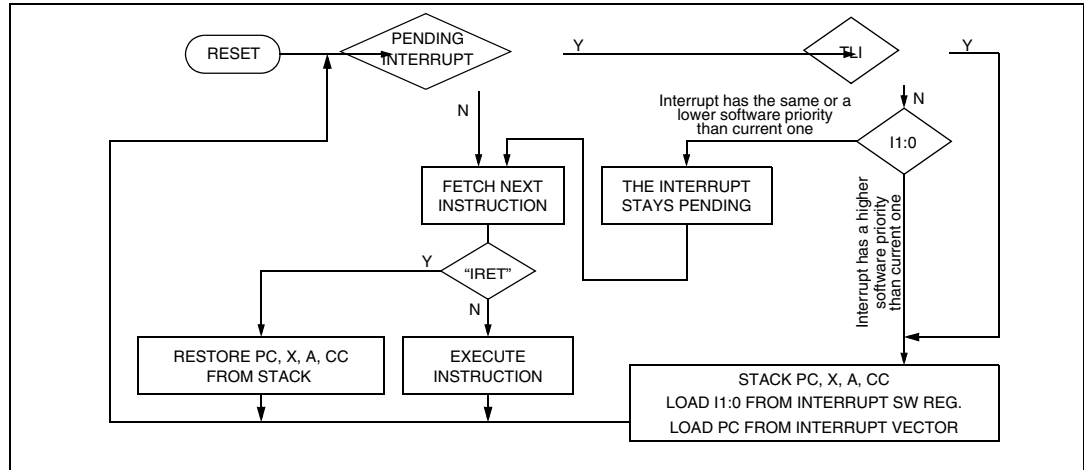 RESET
PENDING
INTERRUPT
Y
TLI
Y
N
N
Interrupt has the same or a
lower software priority
than current one
I1:0
FETCH NEXT
INSTRUCTION
THE INTERRUPT
STAYS PENDING
Interrupt has a higher
software priority
than current one
Y
“IRET”
N
RESTORE PC, X, A, CC
FROM STACK
EXECUTE
INSTRUCTION
STACK PC, X, A, CC
LOAD I1:0 FROM INTERRUPT SW REG.
LOAD PC FROM INTERRUPT VECTOR